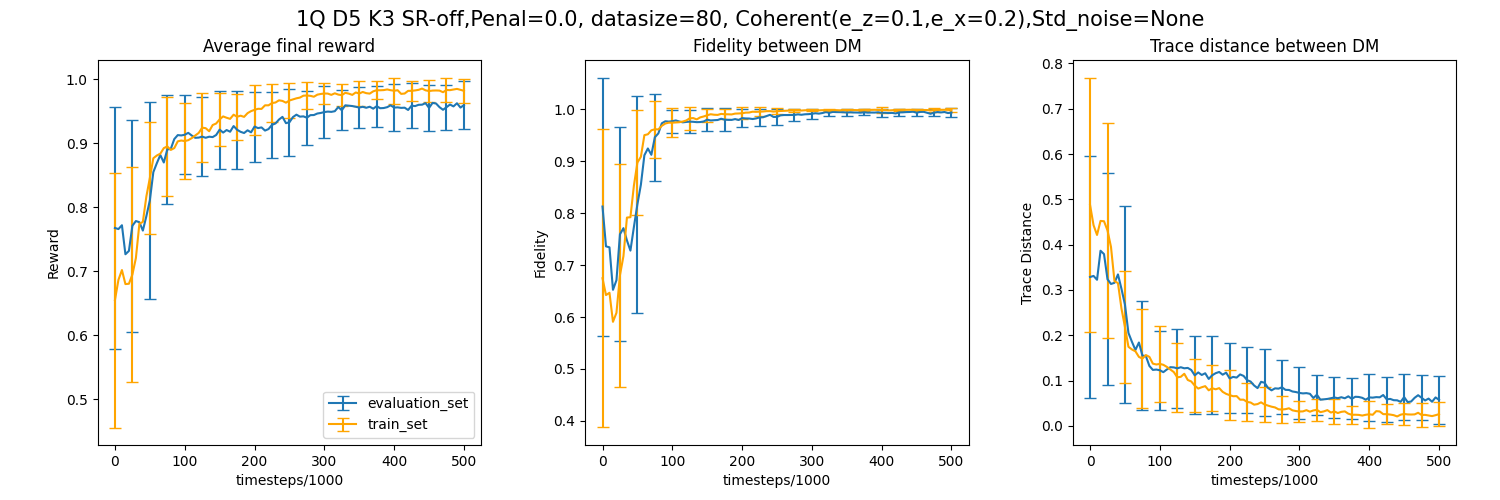 1Q D5 K3 SR-off,Penal=0.0, datasize=80, Coherent(e_z=0.1,e_x=0.2),Std_noise=None
Average final reward
Reward
1.0
0.9
0.8
0.7
0.6
0.5
evaluation_set
train_set
0 100 200 300 400 500
timesteps/1000
Fidelity between DM
Fidelity
1.0
0.9
0.8
0.7
0.6
0.5
0.4
0 100 200 300 400 500
timesteps/1000
Trace distance between DM
Trace Distance
0.8
0.7
0.6
0.5
0.4
0.3
0.2
0.1
0.0
0 100 200 300 400 500
timesteps/1000